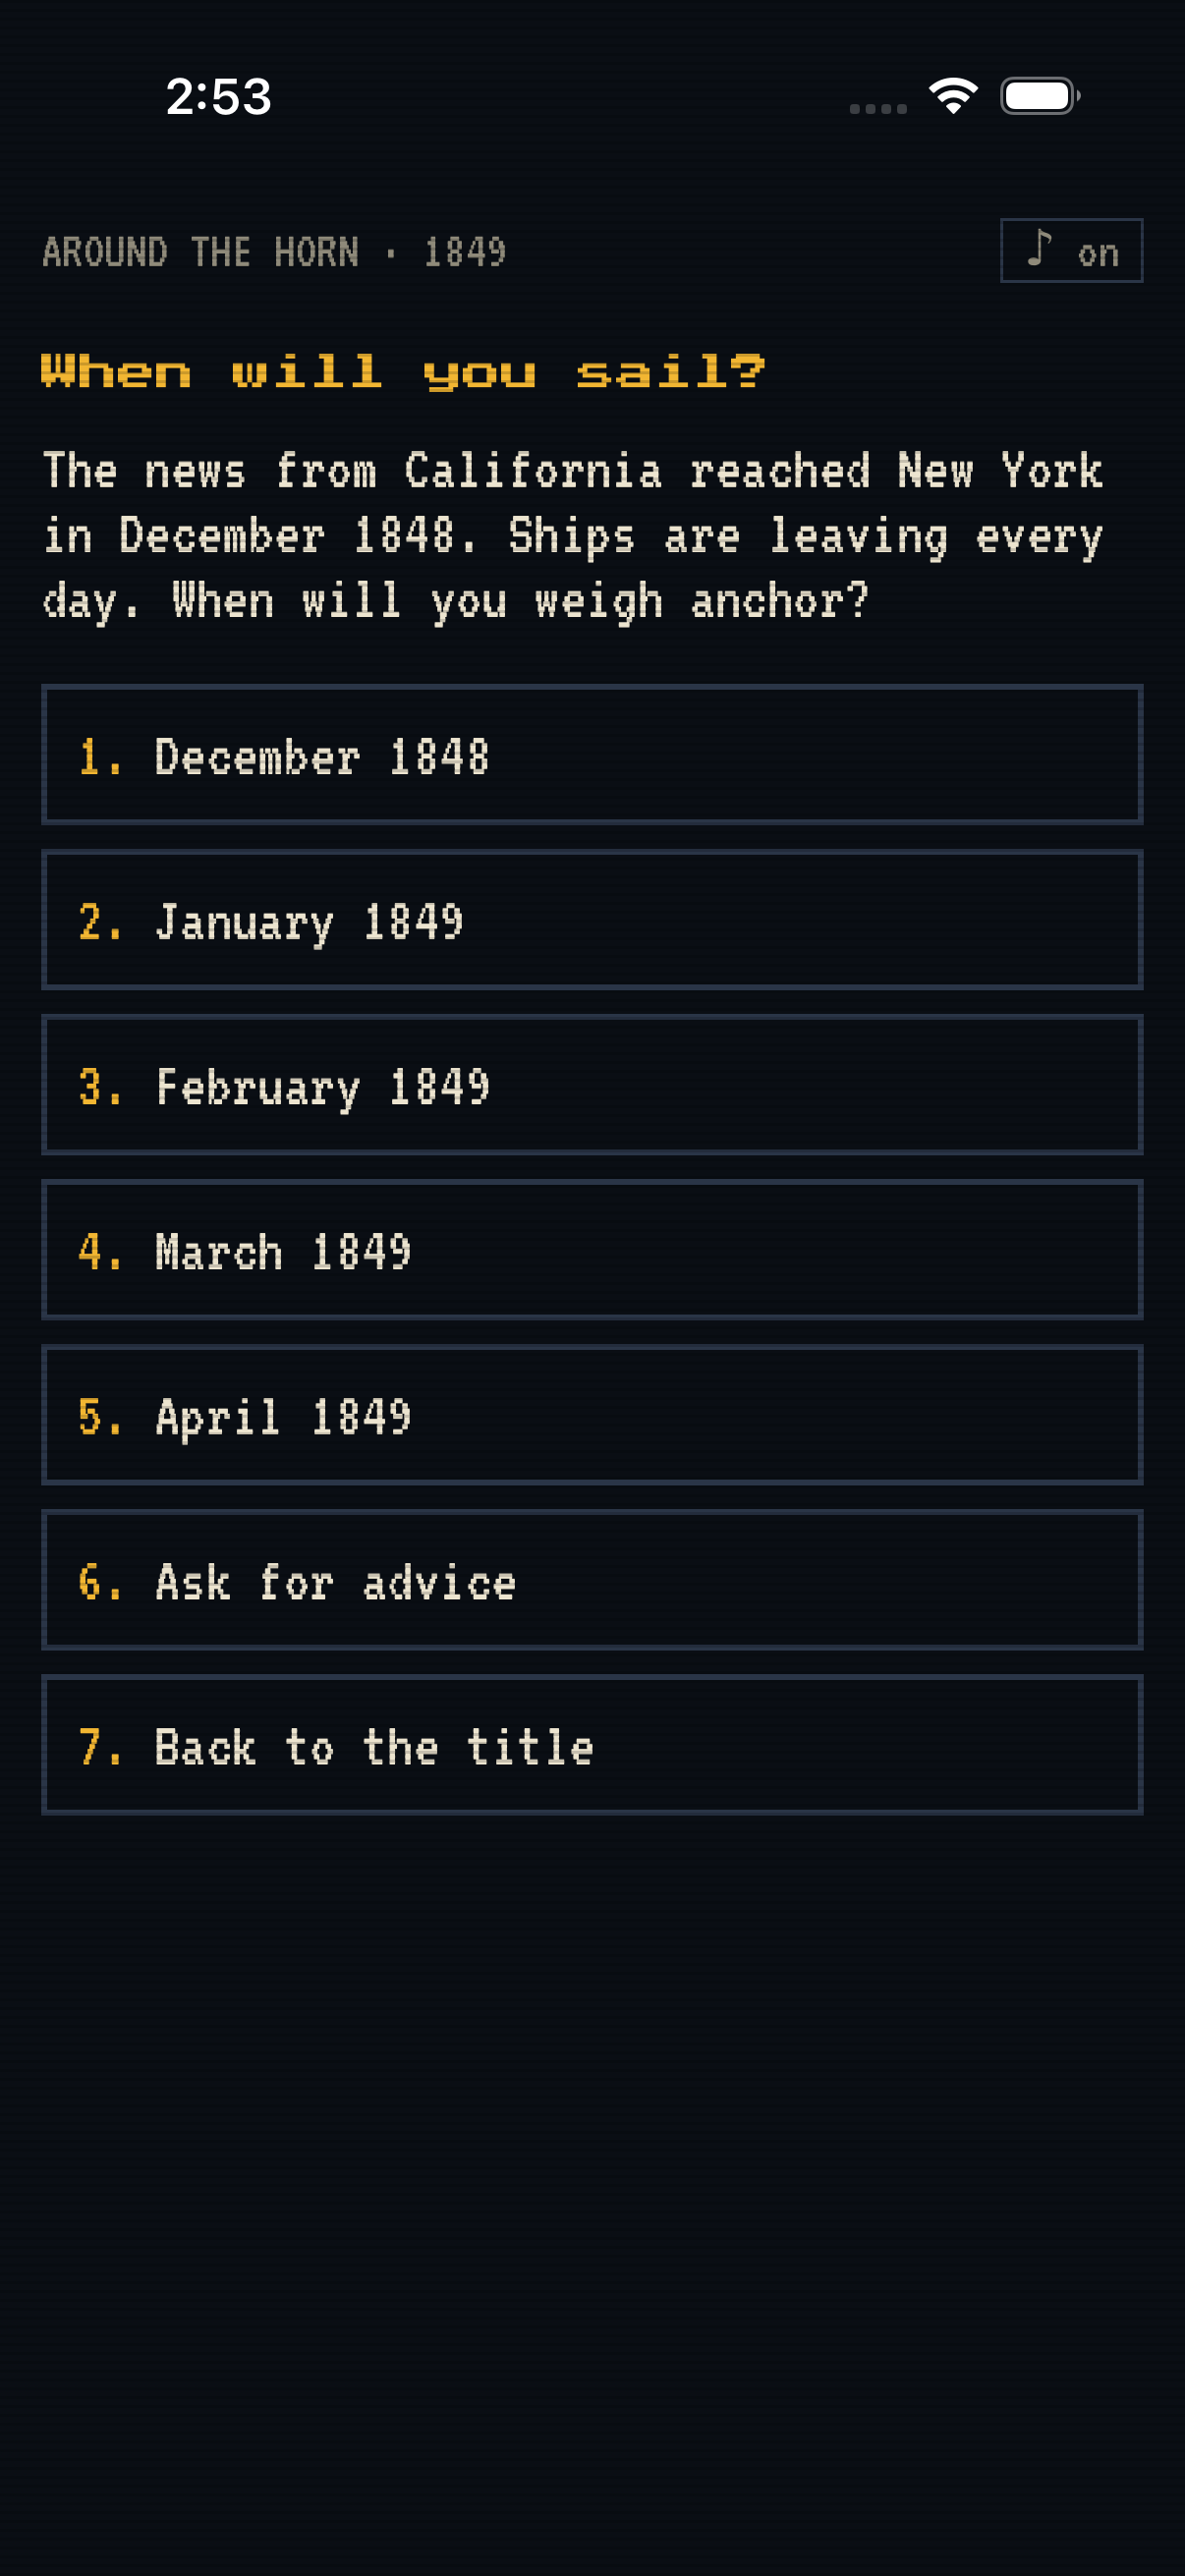 2:53
AROUND THE HORN · 1849
♪ on
When will you sail?
The news from California reached New York
in December 1848. Ships are leaving every
day. When will you weigh anchor?
1. December 1848
2. January 1849
3. February 1849
4. March 1849
5. April 1849
6. Ask for advice
7. Back to the title